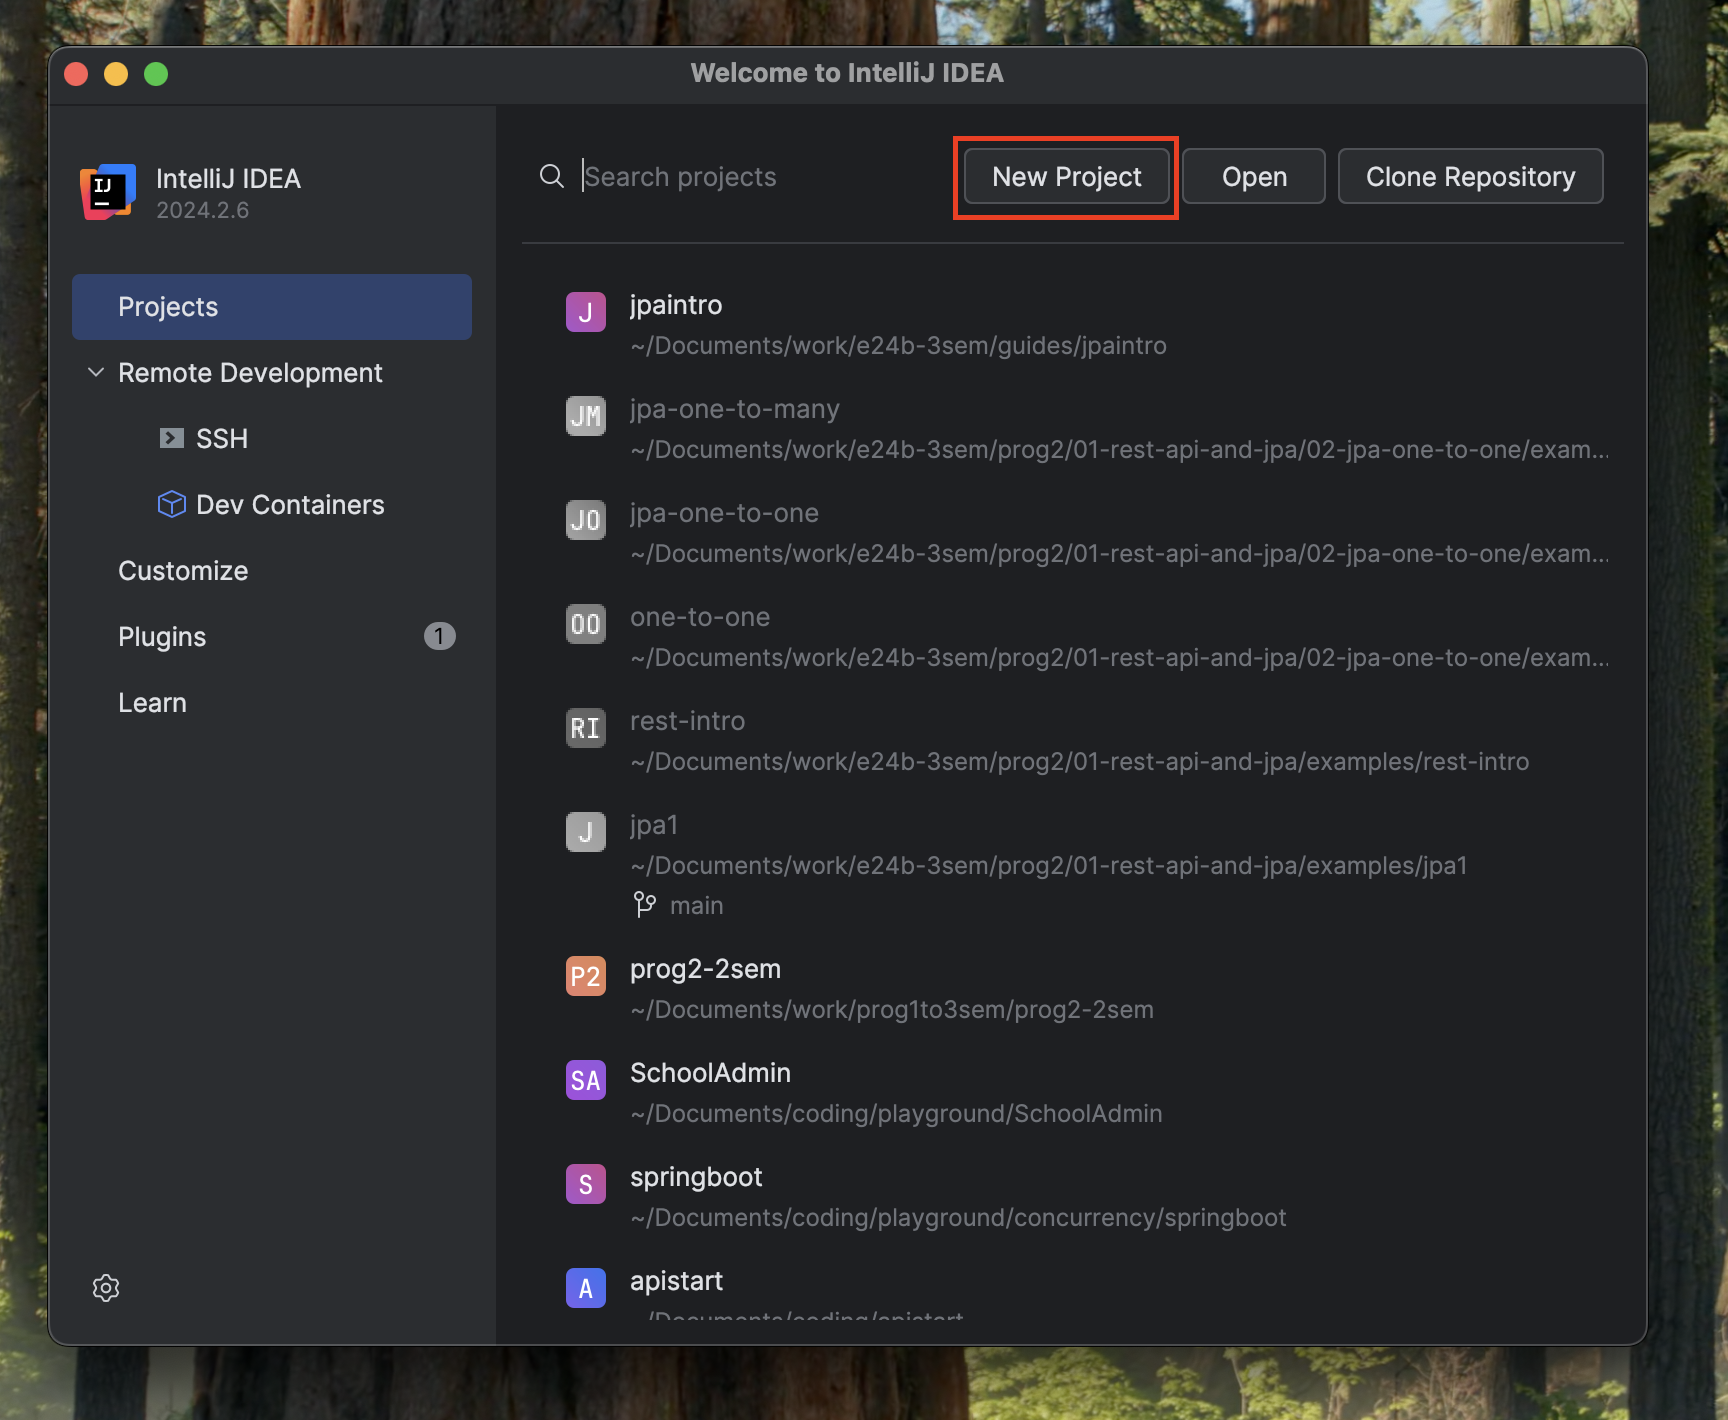 Welcome to IntelliJ IDEA
IJ
IntelliJ IDEA
2024.2.6
Projects
Remote Development
SSH
Dev Containers
Customize
Plugins 1
Learn
Search projects
New Project
Open
Clone Repository
J
jpaintro
~/Documents/work/e24b-3sem/guides/jpaintro
JM
jpa-one-to-many
~/Documents/work/e24b-3sem/prog2/01-rest-api-and-jpa/02-jpa-one-to-one/exam...
JO
jpa-one-to-one
~/Documents/work/e24b-3sem/prog2/01-rest-api-and-jpa/02-jpa-one-to-one/exam...
OO
one-to-one
~/Documents/work/e24b-3sem/prog2/01-rest-api-and-jpa/02-jpa-one-to-one/exam...
RI
rest-intro
~/Documents/work/e24b-3sem/prog2/01-rest-api-and-jpa/examples/rest-intro
J
jpa1
~/Documents/work/e24b-3sem/prog2/01-rest-api-and-jpa/examples/jpa1
main
P2
prog2-2sem
~/Documents/work/prog1to3sem/prog2-2sem
SA
SchoolAdmin
~/Documents/coding/playground/SchoolAdmin
S
springboot
~/Documents/coding/playground/concurrency/springboot
A
apistart
~/Documents/coding/apistart